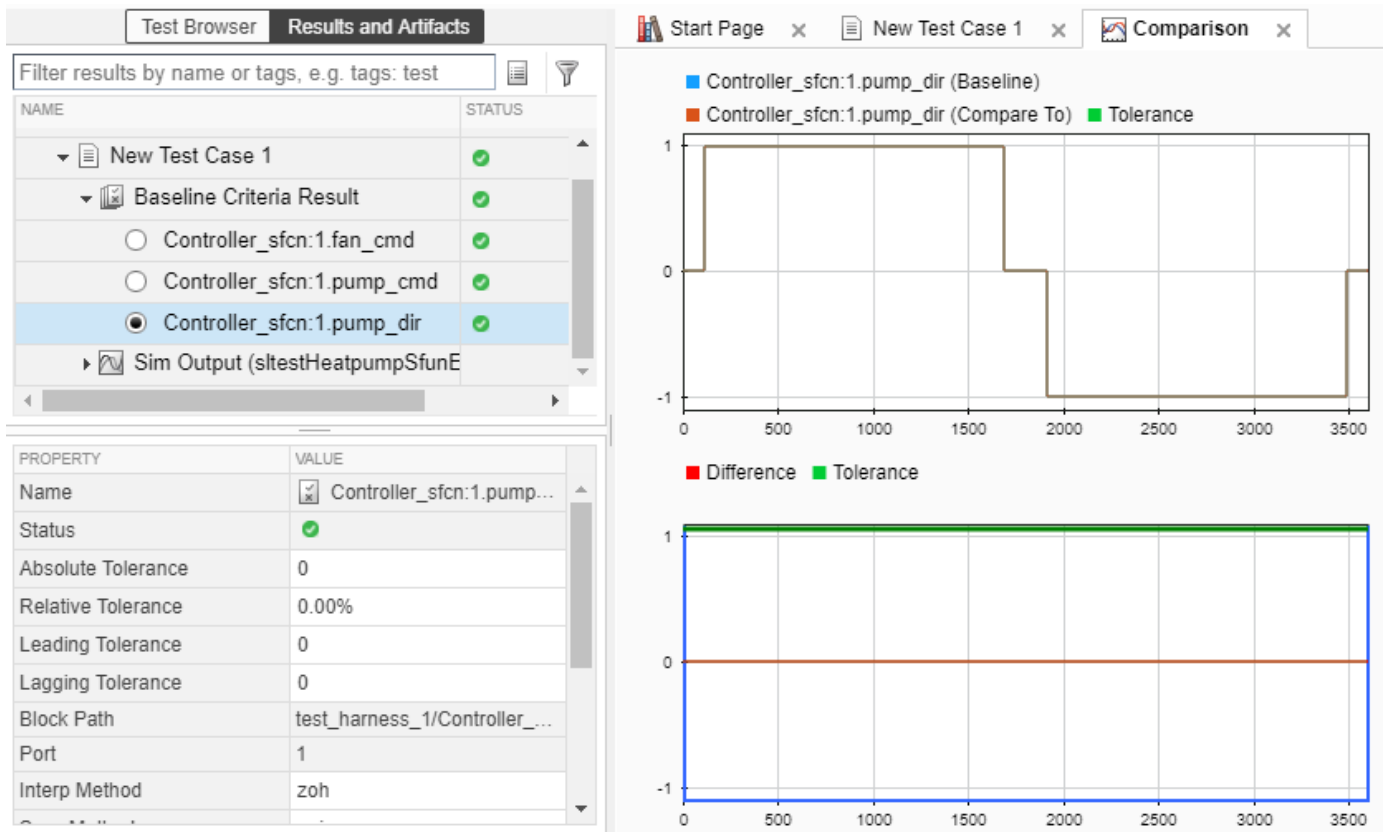 Test Browser Results and Artifacts
Filter results by name or tags, e.g. tags: test
NAME STATUS
New Test Case 1
Baseline Criteria Result
Controller_sfcn:1.fan_cmd
Controller_sfcn:1.pump_cmd
Controller_sfcn:1.pump_dir
Sim Output (sltestHeatpumpSfunE
PROPERTY VALUE
Name Controller_sfcn:1.pump...
Status
Absolute Tolerance 0
Relative Tolerance 0.00%
Leading Tolerance 0
Lagging Tolerance 0
Block Path test_harness_1/Controller_...
Port 1
Interp Method zoh
Start Page New Test Case 1 Comparison
Controller_sfcn:1.pump_dir (Baseline)
Controller_sfcn:1.pump_dir (Compare To) Tolerance
1
0
-1
0 500 1000 1500 2000 2500 3000 3500
Difference Tolerance
1
0
-1
0 500 1000 1500 2000 2500 3000 3500